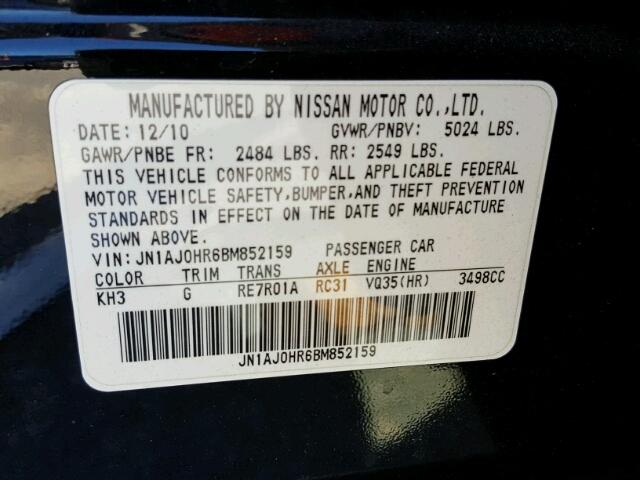 MANUFACTURED BY NISSAN MOTOR CO.,LTD.
DATE: 12/10 GVWR/PNBV: 5024 LBS.
GAWR/PNBE FR: 2484 LBS. RR: 2549 LBS.
THIS VEHICLE CONFORMS TO ALL APPLICABLE FEDERAL
MOTOR VEHICLE SAFETY,BUMPER,AND THEFT PREVENTION
STANDARDS IN EFFECT ON THE DATE OF MANUFACTURE
SHOWN ABOVE.
VIN: JN1AJ0HR6BM852159 PASSENGER CAR
COLOR TRIM TRANS AXLE ENGINE
KH3 G RE7R01A RC31 VQ35(HR) 3498CC
JN1AJ0HR6BM852159